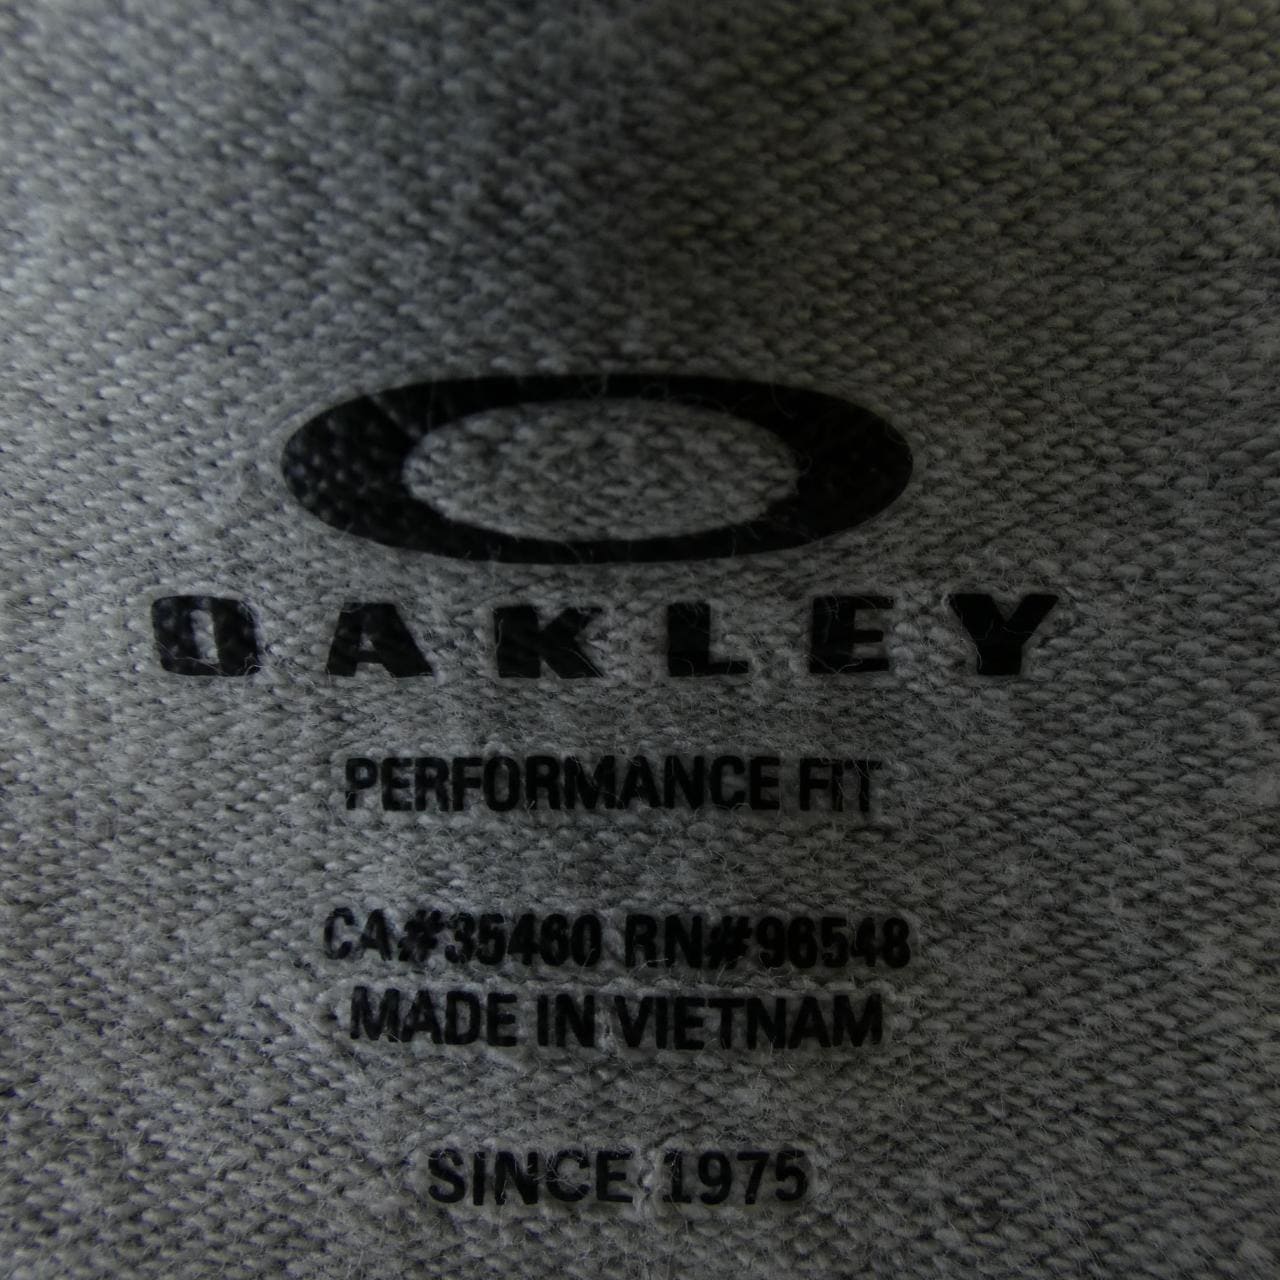 OAKLEY
PERFORMANCE FIT
CA#35460 RN#96548
MADE IN VIETNAM
SINCE 1975